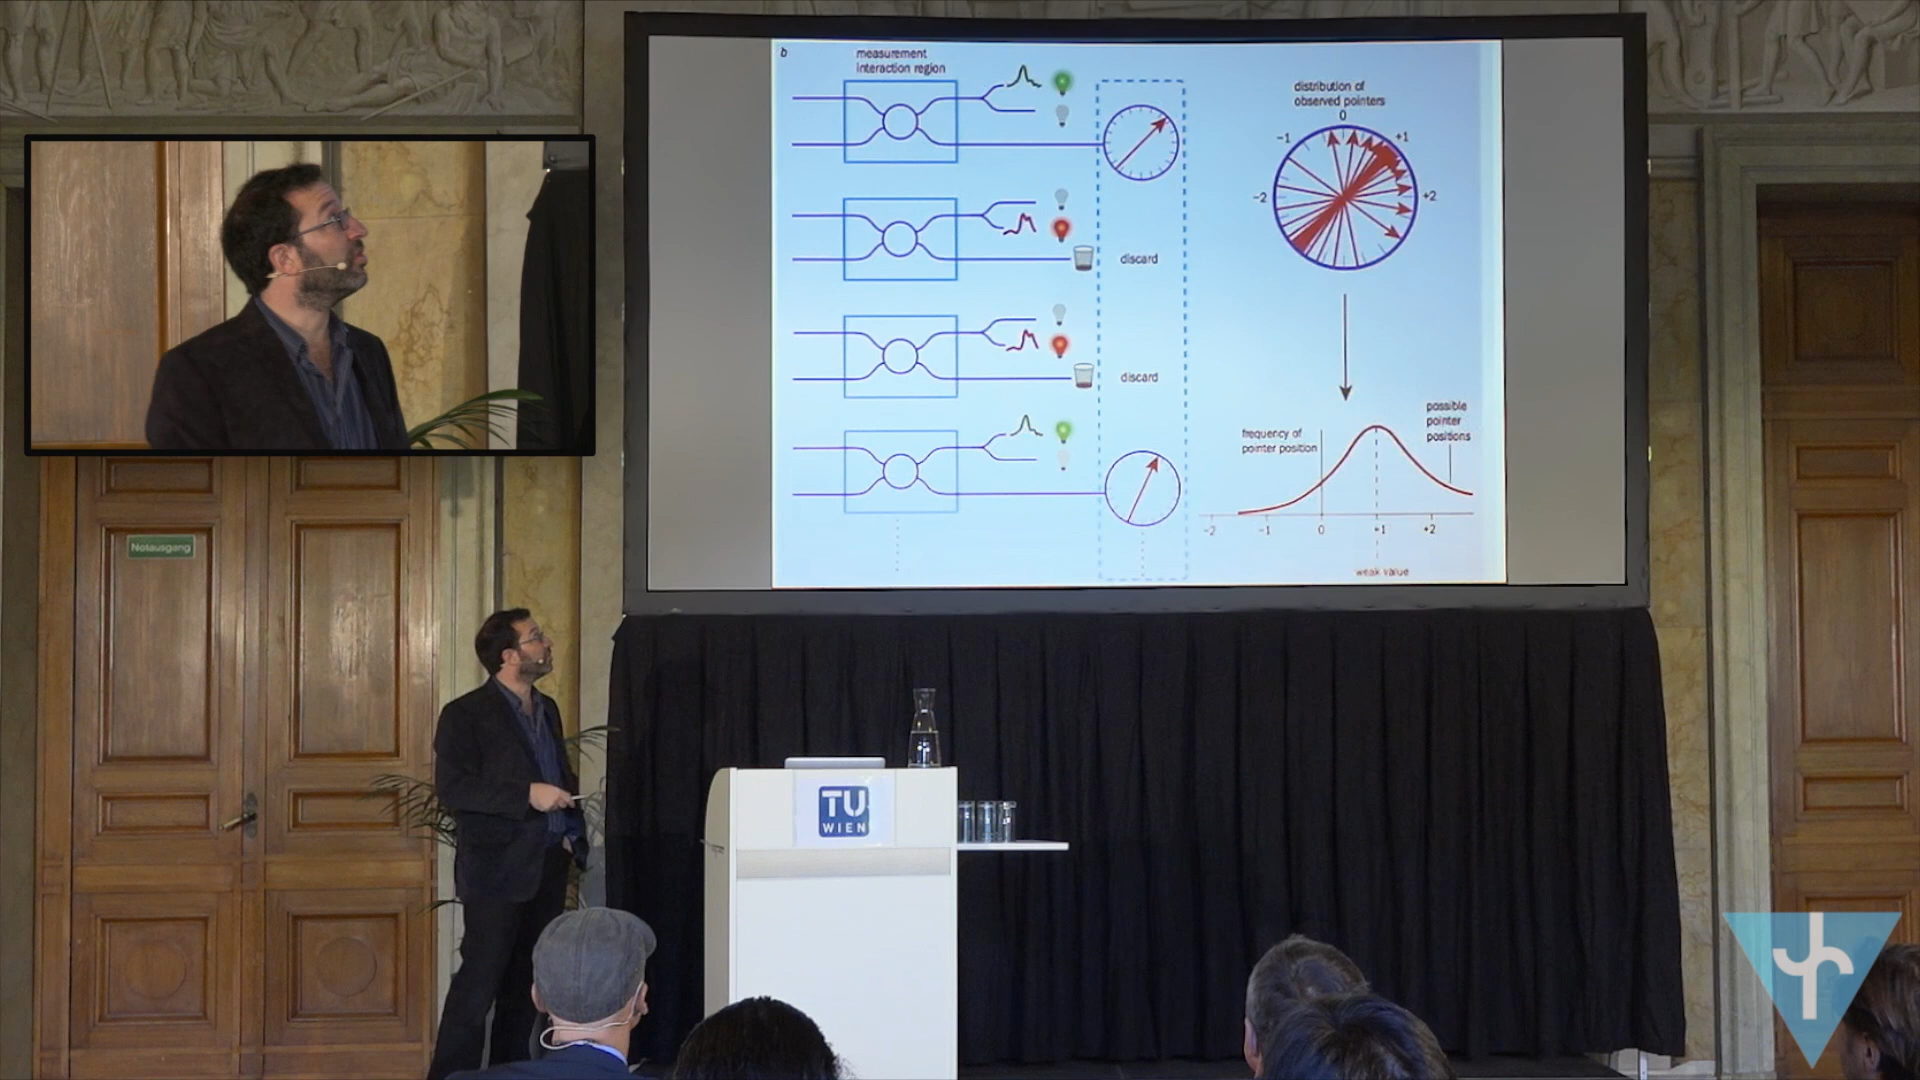 b
measurement
interaction region
discard
discard
distribution of
observed pointers
0
-1
+1
-2
+2
frequency of
pointer position
possible
pointer
positions
-2
-1
0
+1
+2
weak value
Notausgang
TU
WIEN